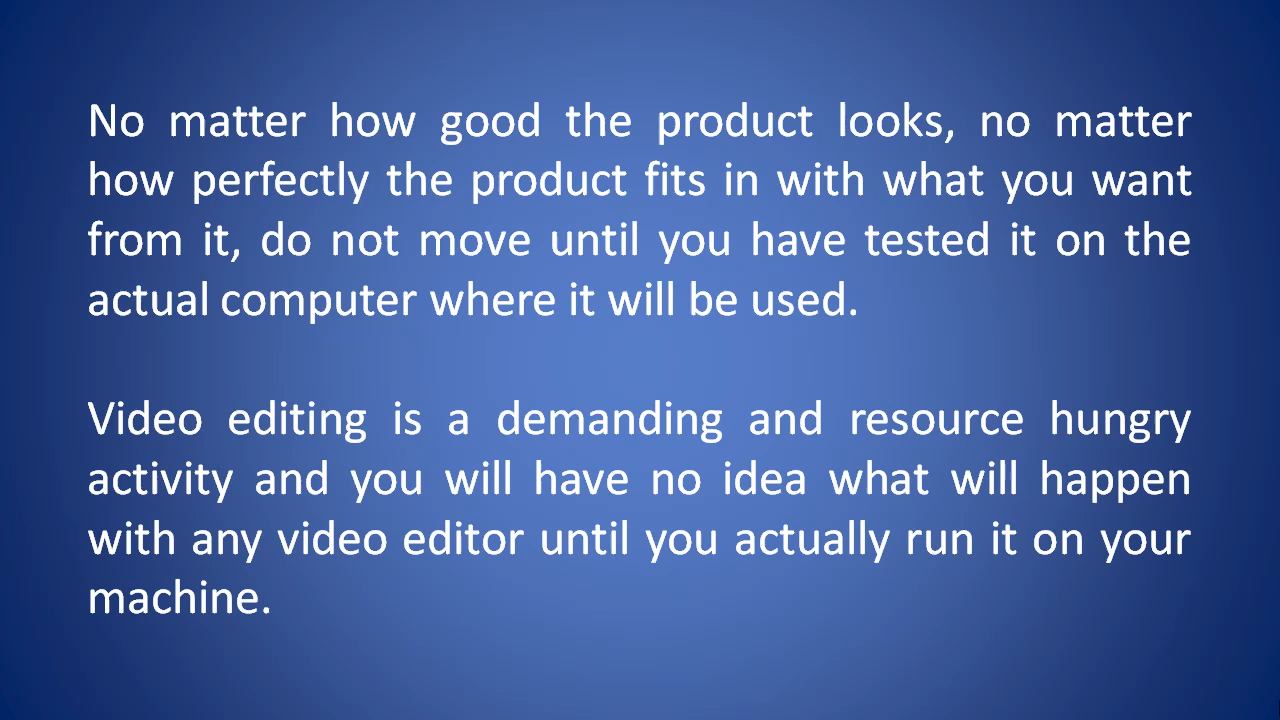 No matter how good the product looks, no matter
how perfectly the product fits in with what you want
from it, do not move until you have tested it on the
actual computer where it will be used.
Video editing is a demanding and resource hungry
activity and you will have no idea what will happen
with any video editor until you actually run it on your
machine.